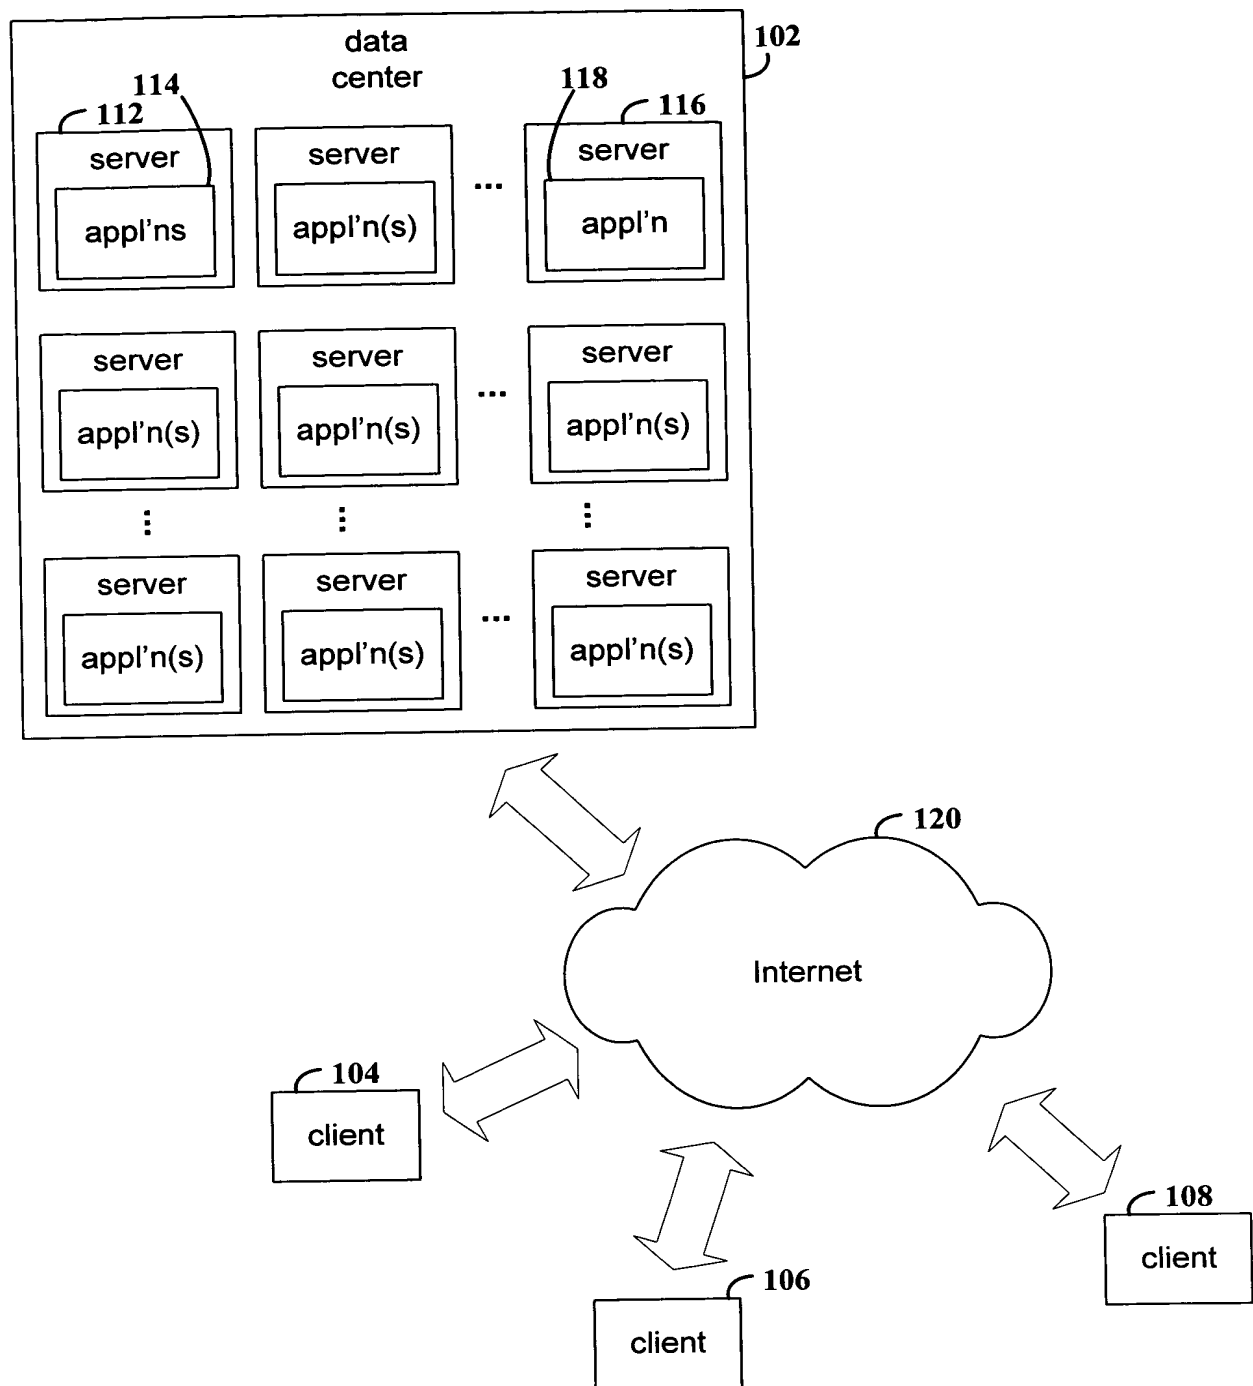 data
center
102
114
118
112
116
server
server
server
appl'ns
appl'n(s)
...
appl'n
server
server
server
appl'n(s)
appl'n(s)
...
appl'n(s)
...
...
...
server
server
server
appl'n(s)
appl'n(s)
...
appl'n(s)
120
Internet
104
client
108
client
106
client